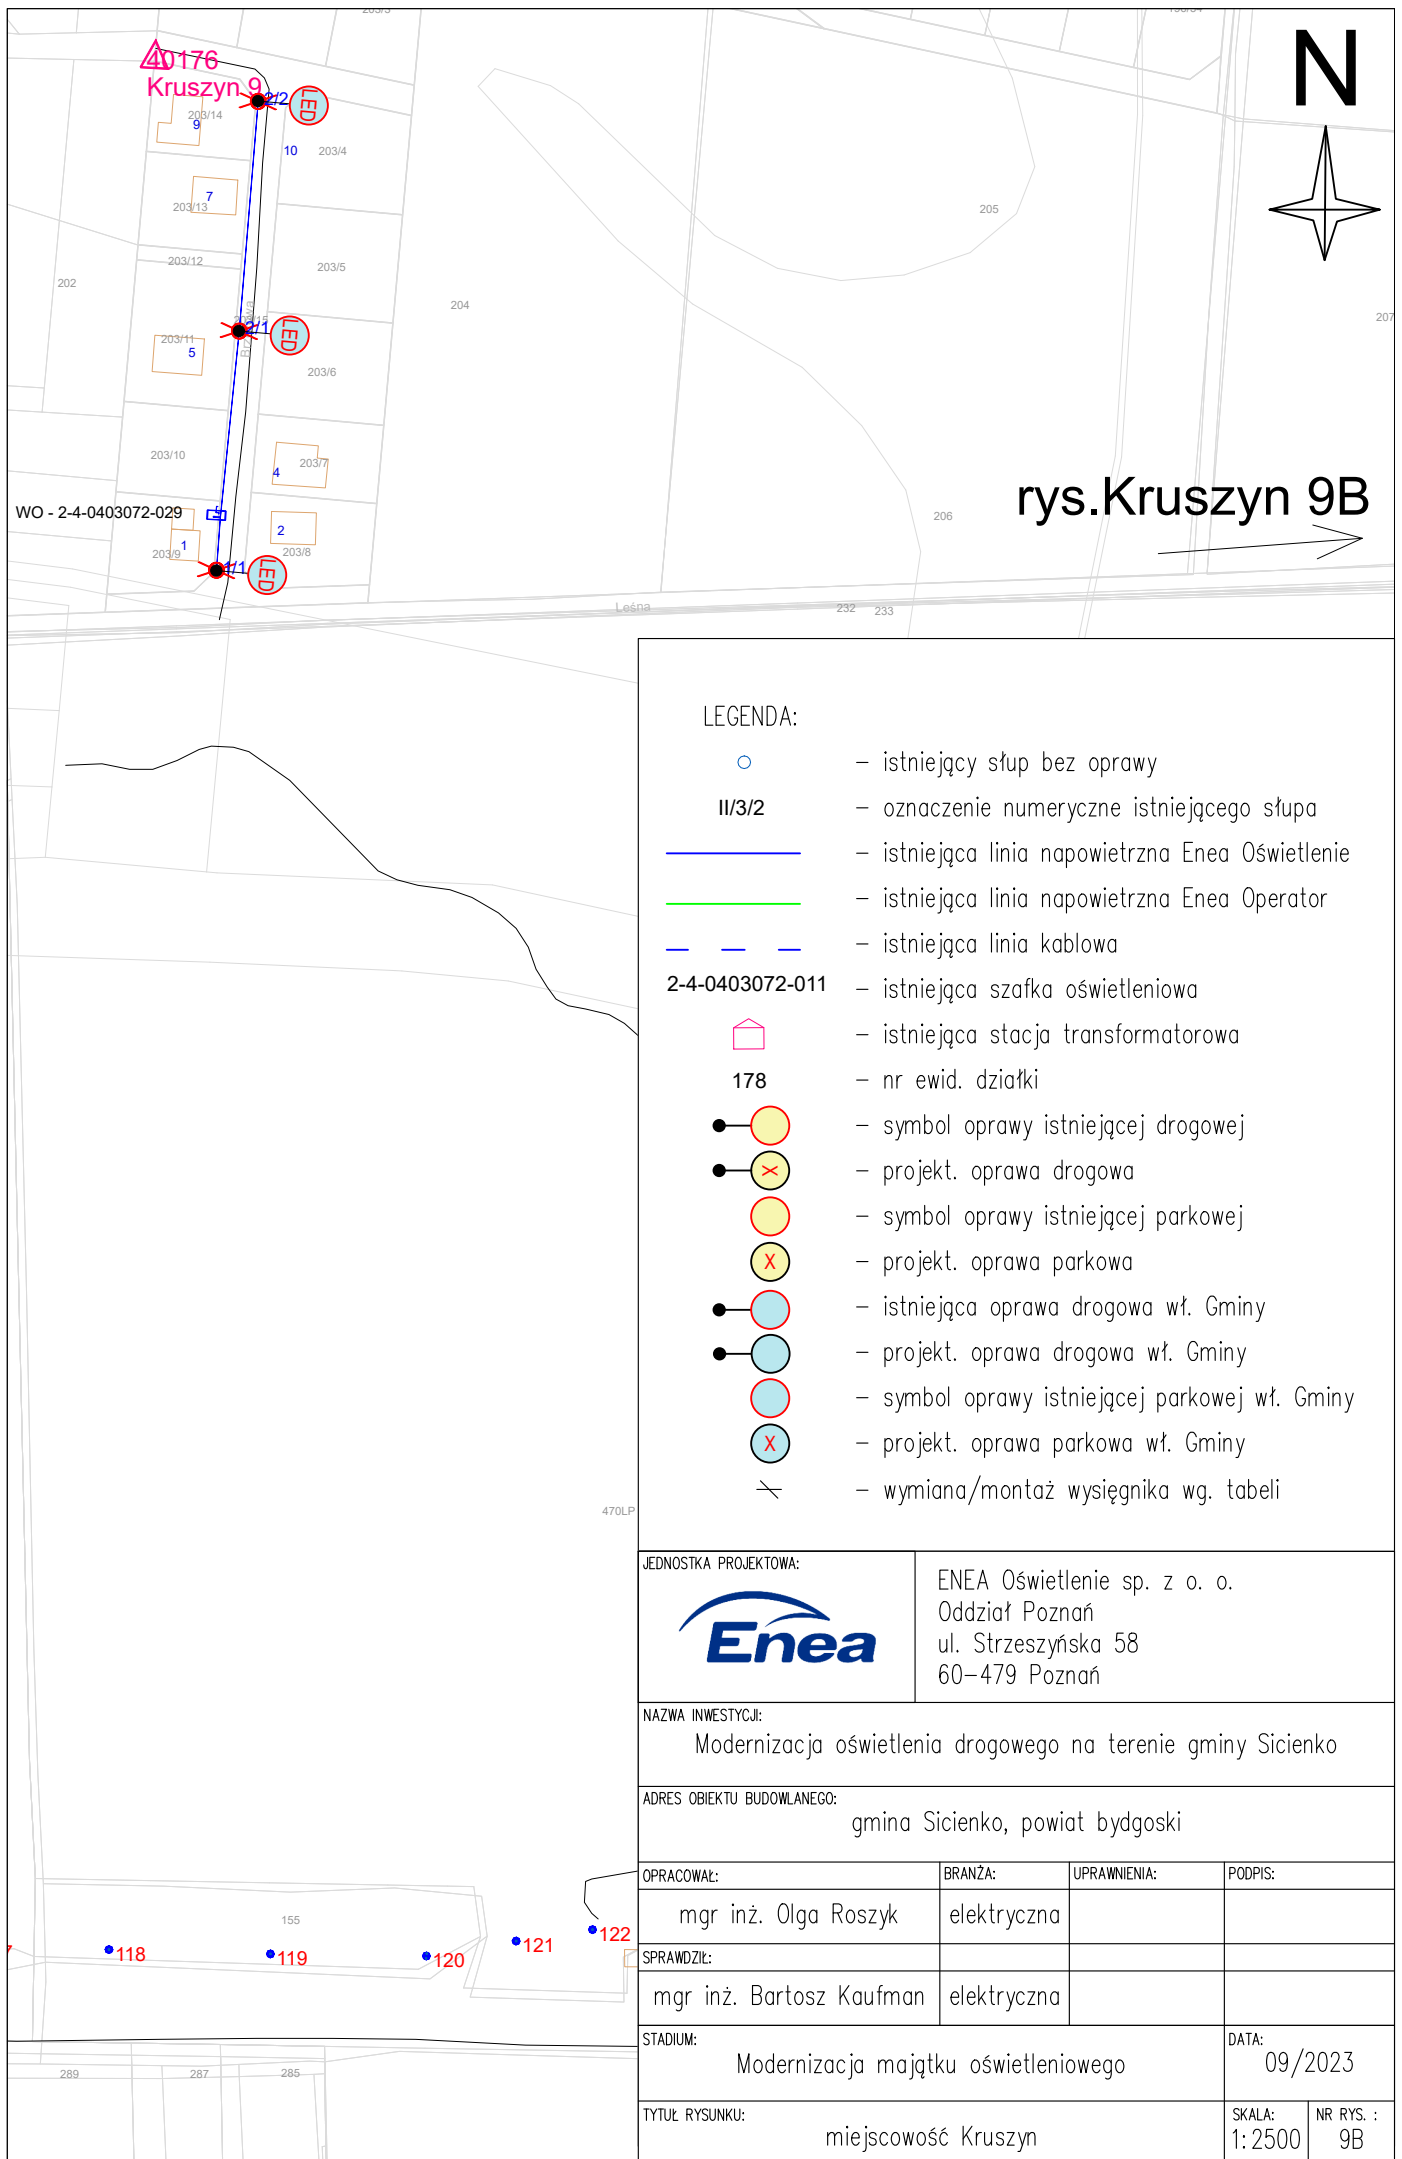 203/3
198/34
40176
Kruszyn 9
N
2/2
LED
203/14
9
10
203/4
7
203/13
205
203/12
203/5
202
204
207
2/1
LED
203/11
5
203/6
203/10
203/7
4
rys.Kruszyn 9B
WO - 2-4-0403072-029
206
2
1
203/9
203/8
1/1
LED
Leśna
232
233
LEGENDA:
– istniejący słup bez oprawy
II/3/2 – oznaczenie numeryczne istniejącego słupa
– istniejąca linia napowietrzna Enea Oświetlenie
– istniejąca linia napowietrzna Enea Operator
– istniejąca linia kablowa
2-4-0403072-011 – istniejąca szafka oświetleniowa
– istniejąca stacja transformatorowa
178 – nr ewid. działki
– symbol oprawy istniejącej drogowej
X – projekt. oprawa drogowa
– symbol oprawy istniejącej parkowej
X – projekt. oprawa parkowa
– istniejąca oprawa drogowa wł. Gminy
– projekt. oprawa drogowa wł. Gminy
– symbol oprawy istniejącej parkowej wł. Gminy
X – projekt. oprawa parkowa wł. Gminy
– wymiana/montaż wysięgnika wg. tabeli
470LP
JEDNOSTKA PROJEKTOWA:
Enea
ENEA Oświetlenie sp. z o. o.
Oddział Poznań
ul. Strzeszyńska 58
60-479 Poznań
NAZWA INWESTYCJI:
Modernizacja oświetlenia drogowego na terenie gminy Sicienko
ADRES OBIEKTU BUDOWLANEGO:
gmina Sicienko, powiat bydgoski
OPRACOWAŁ: BRANŻA: UPRAWNIENIA: PODPIS:
mgr inż. Olga Roszyk elektryczna
SPRAWDZIŁ:
mgr inż. Bartosz Kaufman elektryczna
STADIUM:
Modernizacja majątku oświetleniowego
DATA:
09/2023
TYTUŁ RYSUNKU:
miejscowość Kruszyn
SKALA:
1:2500
NR RYS. :
9B
155
118
119
120
121
122
289
287
285